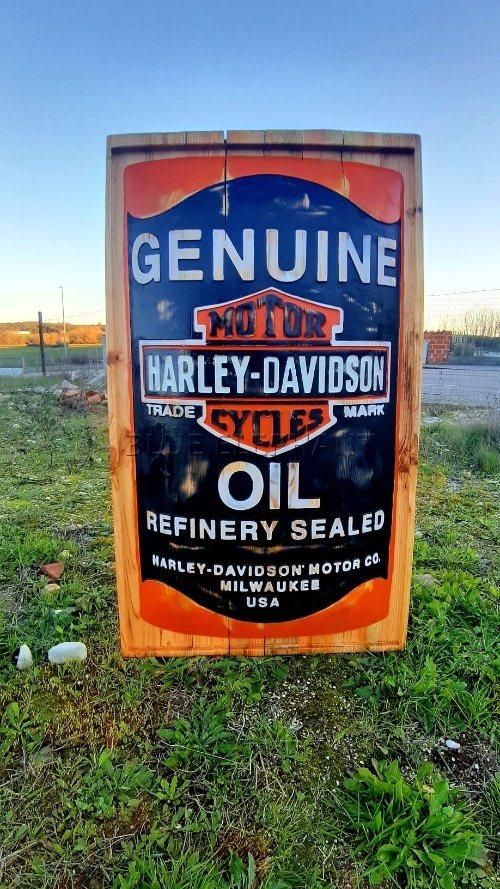 GENUINE
MOTOR
HARLEY-DAVIDSON
TRADE MARK
CYCLES
OIL
REFINERY SEALED
HARLEY-DAVIDSON MOTOR CO.
MILWAUKEE
USA